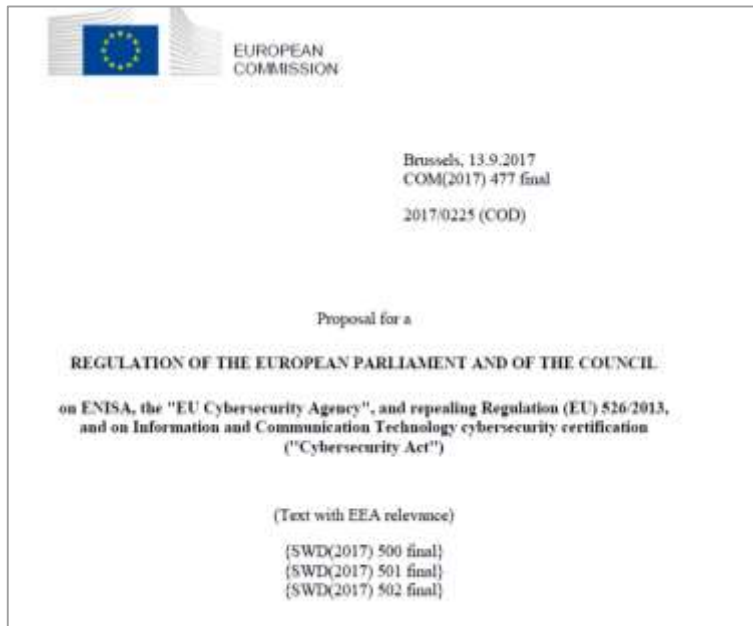 EUROPEAN
COMMISSION
Brussels, 13.9.2017
COM(2017) 477 final
2017/0225 (COD)
Proposal for a
REGULATION OF THE EUROPEAN PARLIAMENT AND OF THE COUNCIL
on ENISA, the "EU Cybersecurity Agency", and repealing Regulation (EU) 526/2013,
and on Information and Communication Technology cybersecurity certification
("Cybersecurity Act")
(Text with EEA relevance)
{SWD(2017) 500 final}
{SWD(2017) 501 final}
{SWD(2017) 502 final}